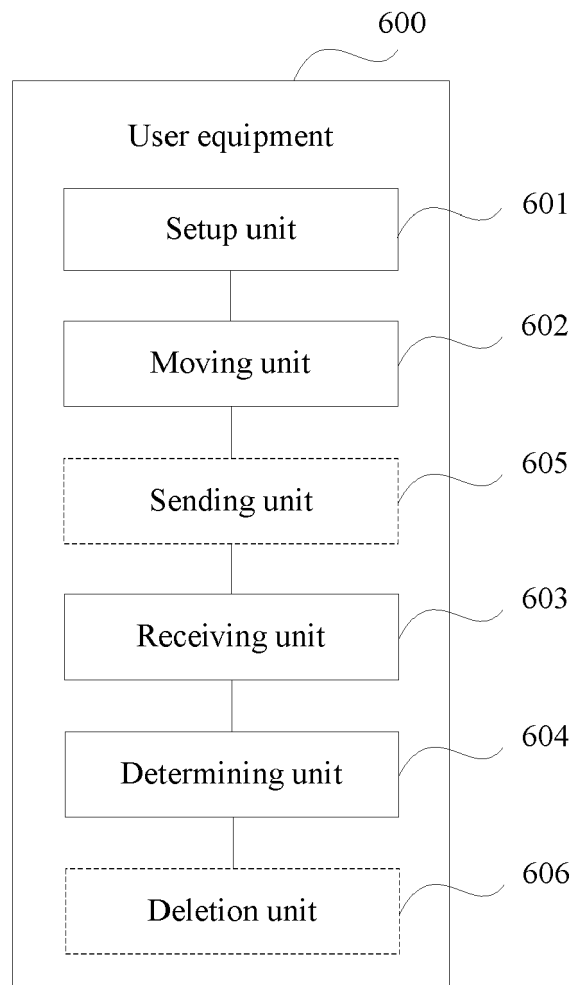 600
User equipment
Setup unit
601
Moving unit
602
Sending unit
605
Receiving unit
603
Determining unit
604
Deletion unit
606